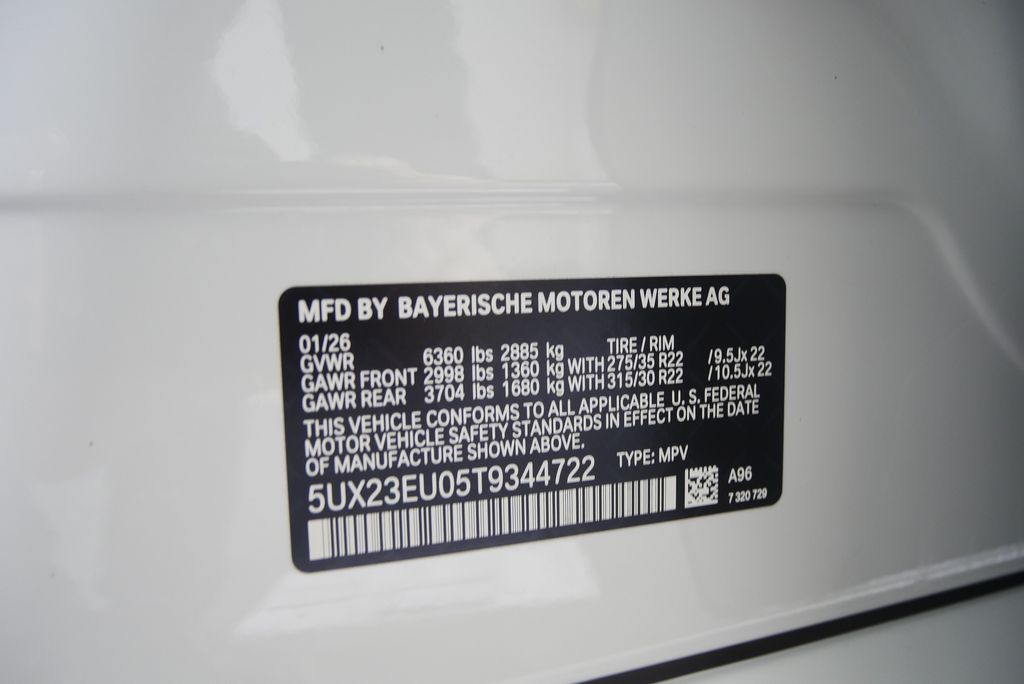 MFD BY BAYERISCHE MOTOREN WERKE AG
01/26 TIRE / RIM
GVWR 6360 lbs 2885 kg
GAWR FRONT 2998 lbs 1360 kg WITH 275/35 R22 /9.5Jx 22
GAWR REAR 3704 lbs 1680 kg WITH 315/30 R22 /10.5Jx 22
THIS VEHICLE CONFORMS TO ALL APPLICABLE U. S. FEDERAL
MOTOR VEHICLE SAFETY STANDARDS IN EFFECT ON THE DATE
OF MANUFACTURE SHOWN ABOVE.
5UX23EU05T9344722 TYPE: MPV
A96
7 320 729